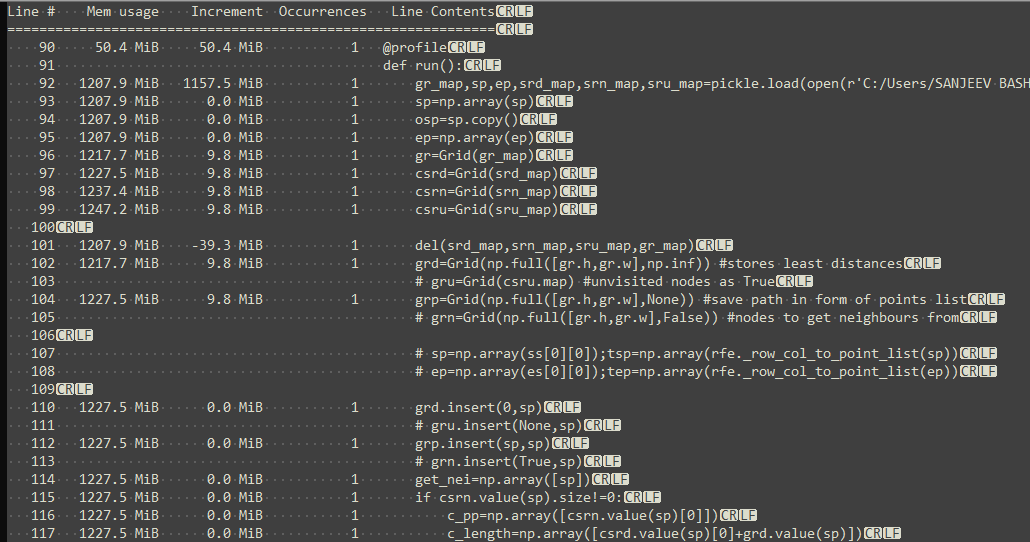 Line #    Mem usage    Increment  Occurrences   Line ContentsCRLF
============================================================CRLF
    90     50.4 MiB     50.4 MiB           1   @profileCRLF
    91                                         def run():CRLF
    92   1207.9 MiB   1157.5 MiB           1       gr_map,sp,ep,srd_map,srn_map,sru_map=pickle.load(open(r'C:/Users/SANJEEV BASH
    93   1207.9 MiB      0.0 MiB           1       sp=np.array(sp)CRLF
    94   1207.9 MiB      0.0 MiB           1       osp=sp.copy()CRLF
    95   1207.9 MiB      0.0 MiB           1       ep=np.array(ep)CRLF
    96   1217.7 MiB      9.8 MiB           1       gr=Grid(gr_map)CRLF
    97   1227.5 MiB      9.8 MiB           1       csrd=Grid(srd_map)CRLF
    98   1237.4 MiB      9.8 MiB           1       csrn=Grid(srn_map)CRLF
    99   1247.2 MiB      9.8 MiB           1       csru=Grid(sru_map)CRLF
   100CRLF
   101   1207.9 MiB    -39.3 MiB           1       del(srd_map,srn_map,sru_map,gr_map)CRLF
   102   1217.7 MiB      9.8 MiB           1       grd=Grid(np.full([gr.h,gr.w],np.inf)) #stores least distancesCRLF
   103                                             # gru=Grid(csru.map) #unvisited nodes as TrueCRLF
   104   1227.5 MiB      9.8 MiB           1       grp=Grid(np.full([gr.h,gr.w],None)) #save path in form of points listCRLF
   105                                             # grn=Grid(np.full([gr.h,gr.w],False)) #nodes to get neighbours fromCRLF
   106CRLF
   107                                             # sp=np.array(ss[0][0]);tsp=np.array(rfe._row_col_to_point_list(sp))CRLF
   108                                             # ep=np.array(es[0][0]);tep=np.array(rfe._row_col_to_point_list(ep))CRLF
   109CRLF
   110   1227.5 MiB      0.0 MiB           1       grd.insert(0,sp)CRLF
   111                                             # gru.insert(None,sp)CRLF
   112   1227.5 MiB      0.0 MiB           1       grp.insert(sp,sp)CRLF
   113                                             # grn.insert(True,sp)CRLF
   114   1227.5 MiB      0.0 MiB           1       get_nei=np.array([sp])CRLF
   115   1227.5 MiB      0.0 MiB           1       if csrn.value(sp).size!=0:CRLF
   116   1227.5 MiB      0.0 MiB           1           c_pp=np.array([csrn.value(sp)[0]])CRLF
   117   1227.5 MiB      0.0 MiB           1           c_length=np.array([csrd.value(sp)[0]+grd.value(sp)])CRLF